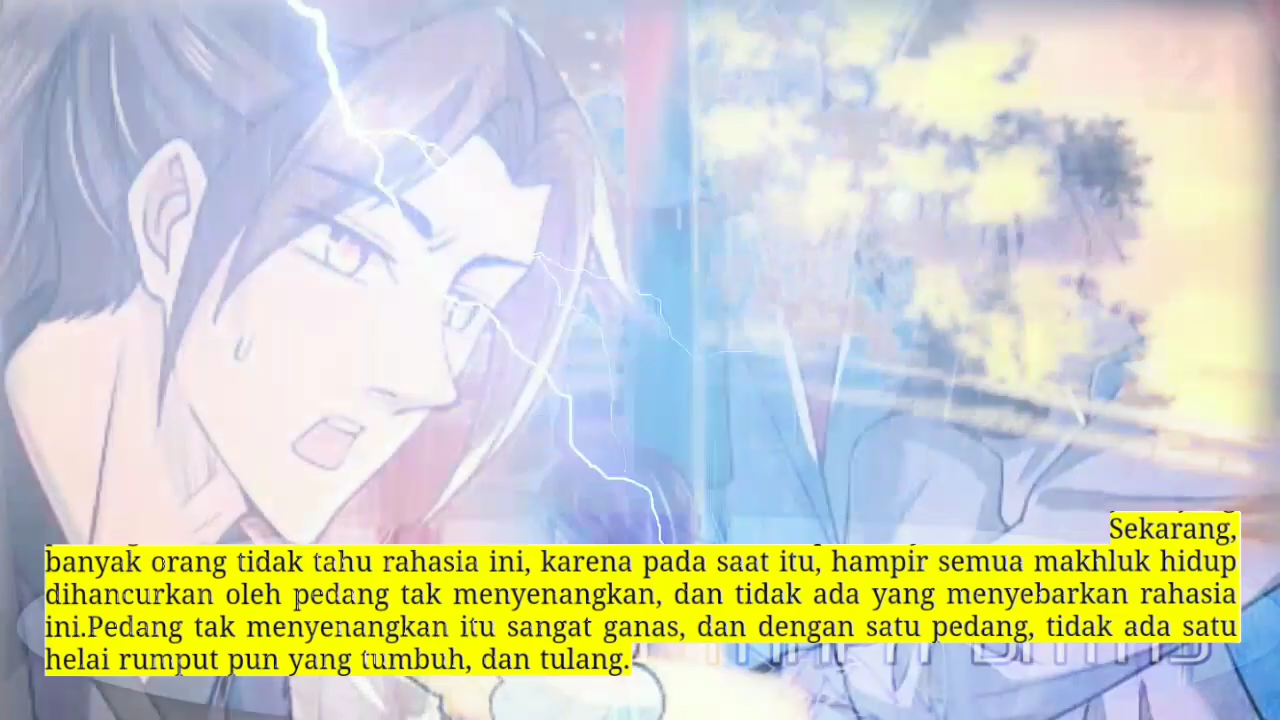 Sekarang,
banyak orang tidak tahu rahasia ini, karena pada saat itu, hampir semua makhluk hidup
dihancurkan oleh pedang tak menyenangkan, dan tidak ada yang menyebarkan rahasia
ini.Pedang tak menyenangkan itu sangat ganas, dan dengan satu pedang, tidak ada satu
helai rumput pun yang tumbuh, dan tulang.